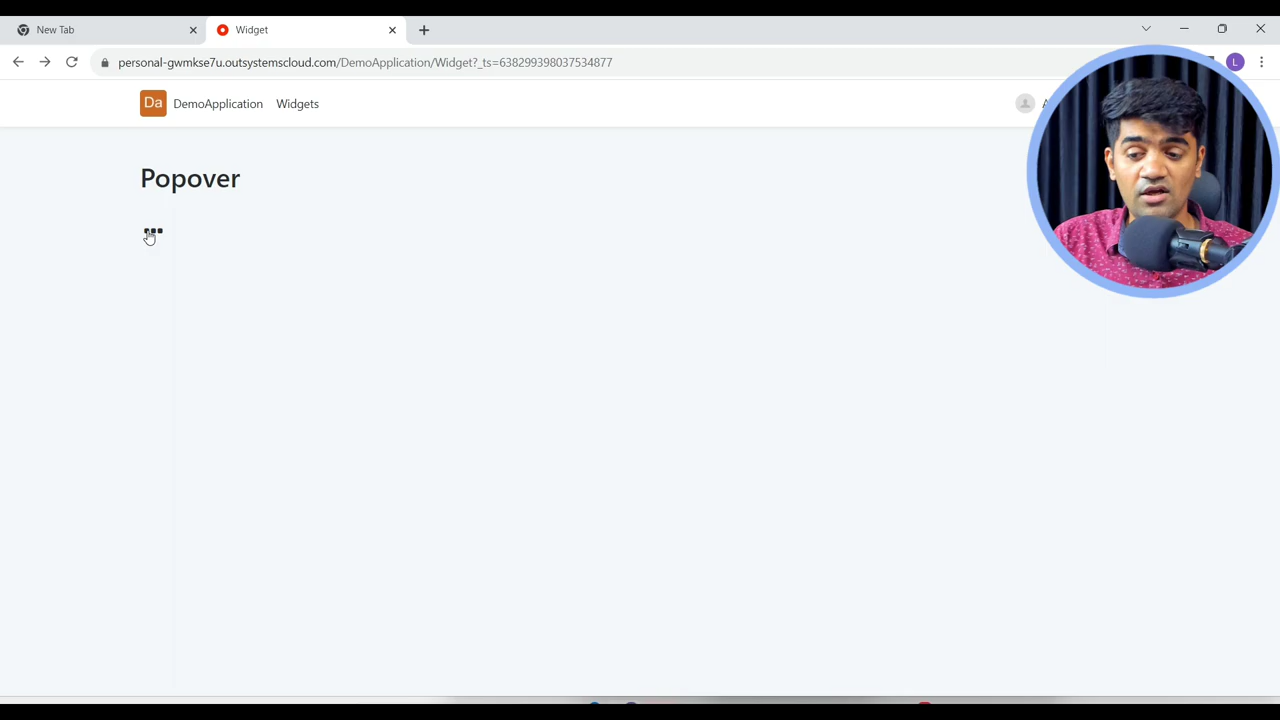 New Tab
Widget
personal-gwmkse7u.outsystemscloud.com/DemoApplication/Widget?_ts=638299398037534877
L
Da DemoApplication Widgets
Popover